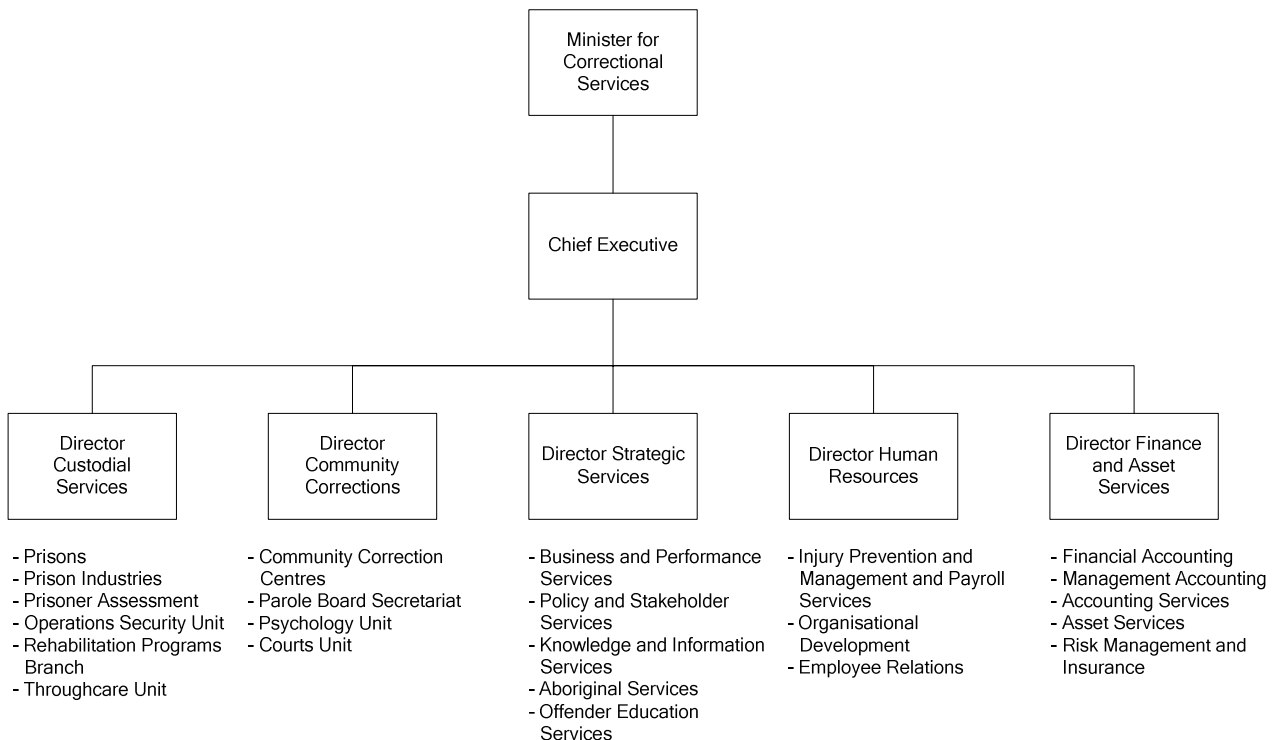 Minister for
Correctional
Services
Chief Executive
Director
Custodial
Services
Director
Community
Corrections
Director Strategic
Services
Director Human
Resources
Director Finance
and Asset
Services
- Prisons
- Prison Industries
- Prisoner Assessment
- Operations Security Unit
- Rehabilitation Programs
Branch
- Throughcare Unit
- Community Correction
Centres
- Parole Board Secretariat
- Psychology Unit
- Courts Unit
- Business and Performance
Services
- Policy and Stakeholder
Services
- Knowledge and Information
Services
- Aboriginal Services
- Offender Education
Services
- Injury Prevention and
Management and Payroll
Services
- Organisational
Development
- Employee Relations
- Financial Accounting
- Management Accounting
- Accounting Services
- Asset Services
- Risk Management and
Insurance